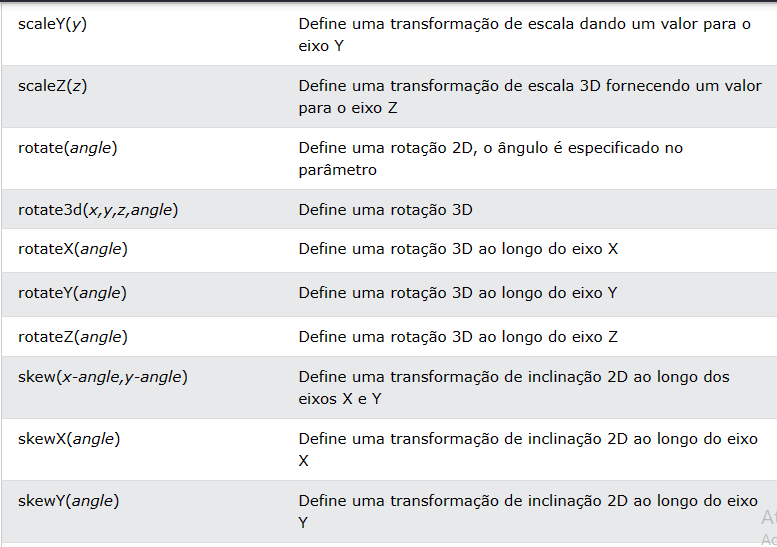 scaleY(y) Define uma transformação de escala dando um valor para o
eixo Y
scaleZ(z) Define uma transformação de escala 3D fornecendo um valor
para o eixo Z
rotate(angle) Define uma rotação 2D, o ângulo é especificado no
parâmetro
rotate3d(x,y,z,angle) Define uma rotação 3D
rotateX(angle) Define uma rotação 3D ao longo do eixo X
rotateY(angle) Define uma rotação 3D ao longo do eixo Y
rotateZ(angle) Define uma rotação 3D ao longo do eixo Z
skew(x-angle,y-angle) Define uma transformação de inclinação 2D ao longo dos
eixos X e Y
skewX(angle) Define uma transformação de inclinação 2D ao longo do eixo
X
skewY(angle) Define uma transformação de inclinação 2D ao longo do eixo
Y